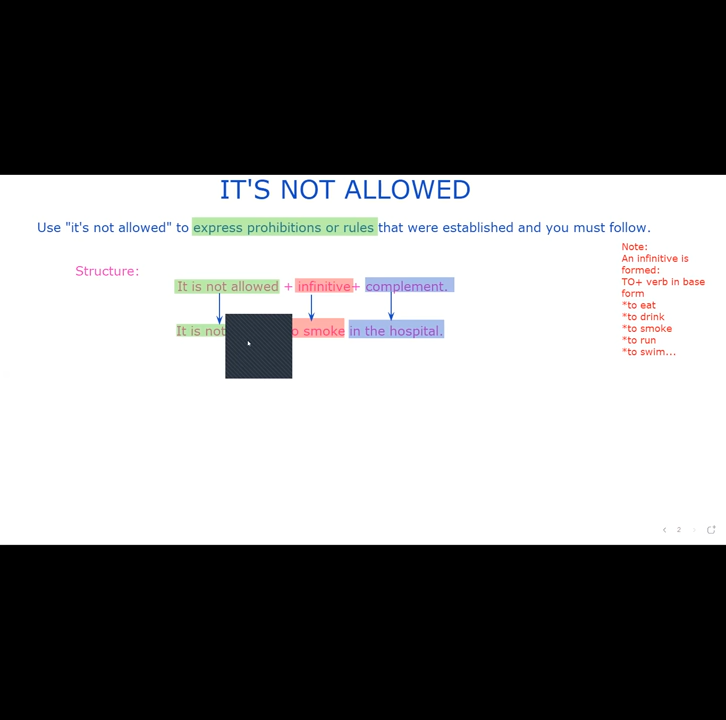 IT'S NOT ALLOWED
Use "it's not allowed" to express prohibitions or rules that were established and you must follow.
Structure:
It is not allowed + infinitive+ complement.
It is not smoke in the hospital.
Note:
An infinitive is
formed:
TO+ verb in base
form
*to eat
*to drink
*to smoke
*to run
*to swim...
2